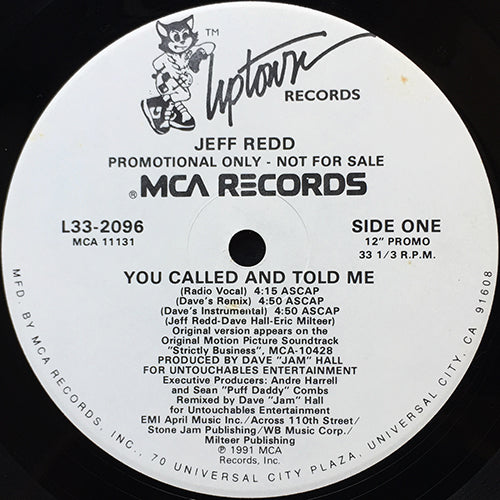 TM
Uptown
RECORDS
JEFF REDD
PROMOTIONAL ONLY - NOT FOR SALE
®MCA RECORDS
L33-2096
MCA 11131
SIDE ONE
12" PROMO
33 1/3 R.P.M.
YOU CALLED AND TOLD ME
(Radio Vocal) 4:15 ASCAP
(Dave's Remix) 4:50 ASCAP
(Dave's Instrumental) 4:50 ASCAP
(Jeff Redd-Dave Hall-Eric Milteer)
Original version appears on the
Original Motion Picture Soundtrack
"Strictly Business", MCA-10428
PRODUCED BY DAVE "JAM" HALL
FOR UNTOUCHABLES ENTERTAINMENT
Executive Producers: Andre Harrell
and Sean "Puff Daddy" Combs
Remixed by Dave "Jam" Hall
for Untouchables Entertainment
EMI April Music Inc./Across 110th Street/
Stone Jam Publishing/WB Music Corp./
Milteer Publishing
℗ 1991 MCA
Records, Inc.
MFD. BY MCA RECORDS, INC., 70 UNIVERSAL CITY PLAZA, UNIVERSAL CITY, CA. 91608